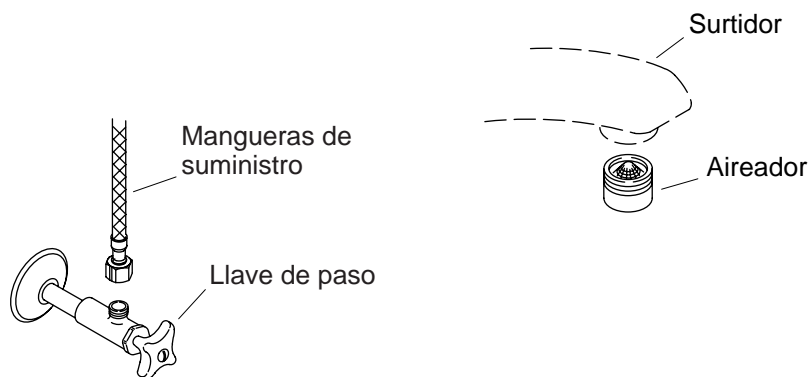 Surtidor
Mangueras de
suministro
Aireador
Llave de paso